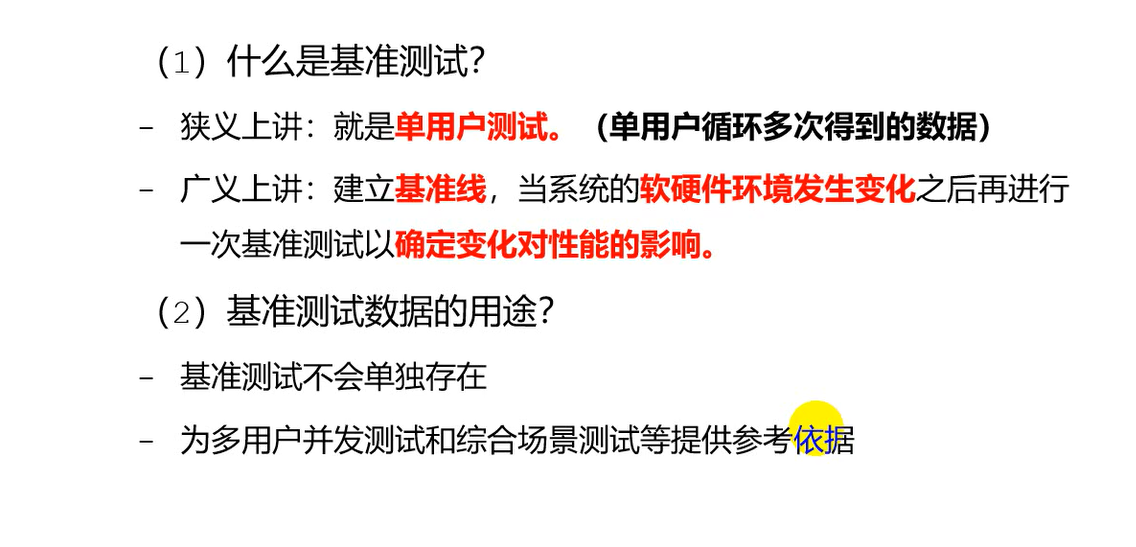 （1）什么是基准测试？
– 狭义上讲：就是单用户测试。（单用户循环多次得到的数据）
– 广义上讲：建立基准线，当系统的软硬件环境发生变化之后再进行
一次基准测试以确定变化对性能的影响。
（2）基准测试数据的用途？
– 基准测试不会单独存在
– 为多用户并发测试和综合场景测试等提供参考依据